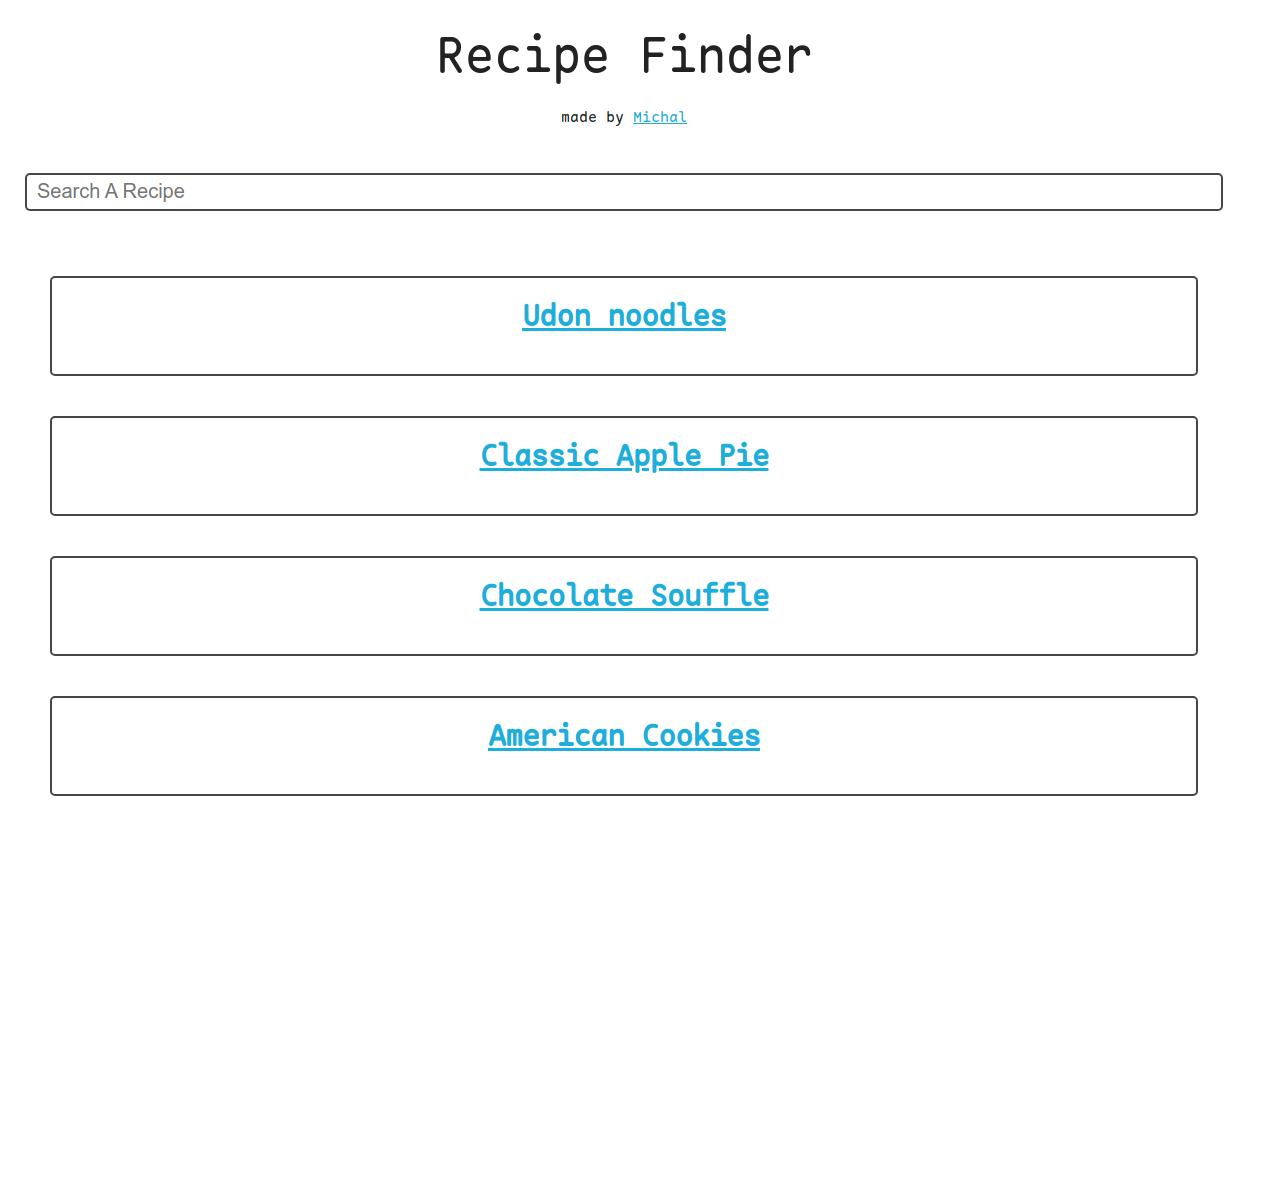 Recipe Finder
made by Michal
Search A Recipe
Udon noodles
Classic Apple Pie
Chocolate Souffle
American Cookies